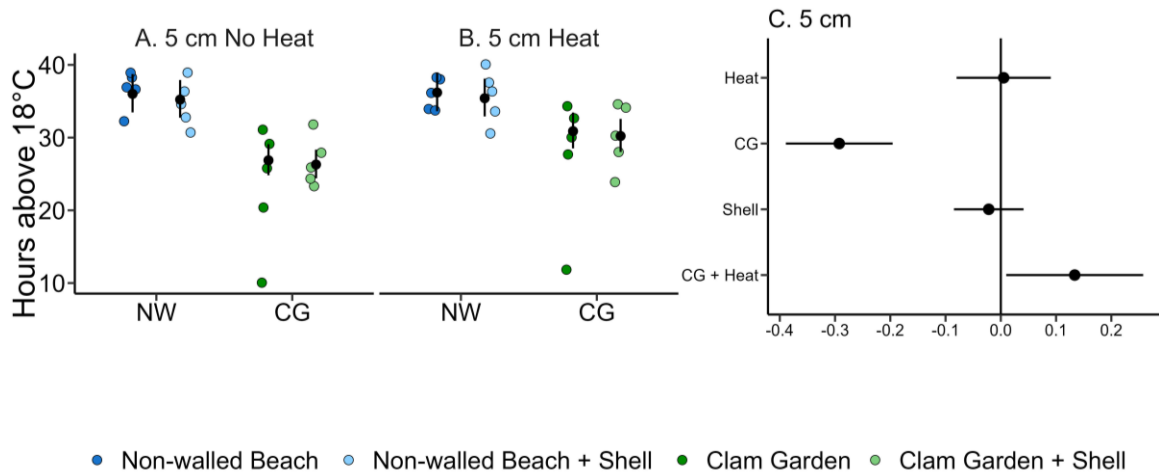 A. 5 cm No Heat
B. 5 cm Heat
C. 5 cm
Hours above 18°C
40
30
20
10
NW
CG
NW
CG
Heat
CG
Shell
CG + Heat
-0.4
-0.3
-0.2
-0.1
0.0
0.1
0.2
Non-walled Beach
Non-walled Beach + Shell
Clam Garden
Clam Garden + Shell